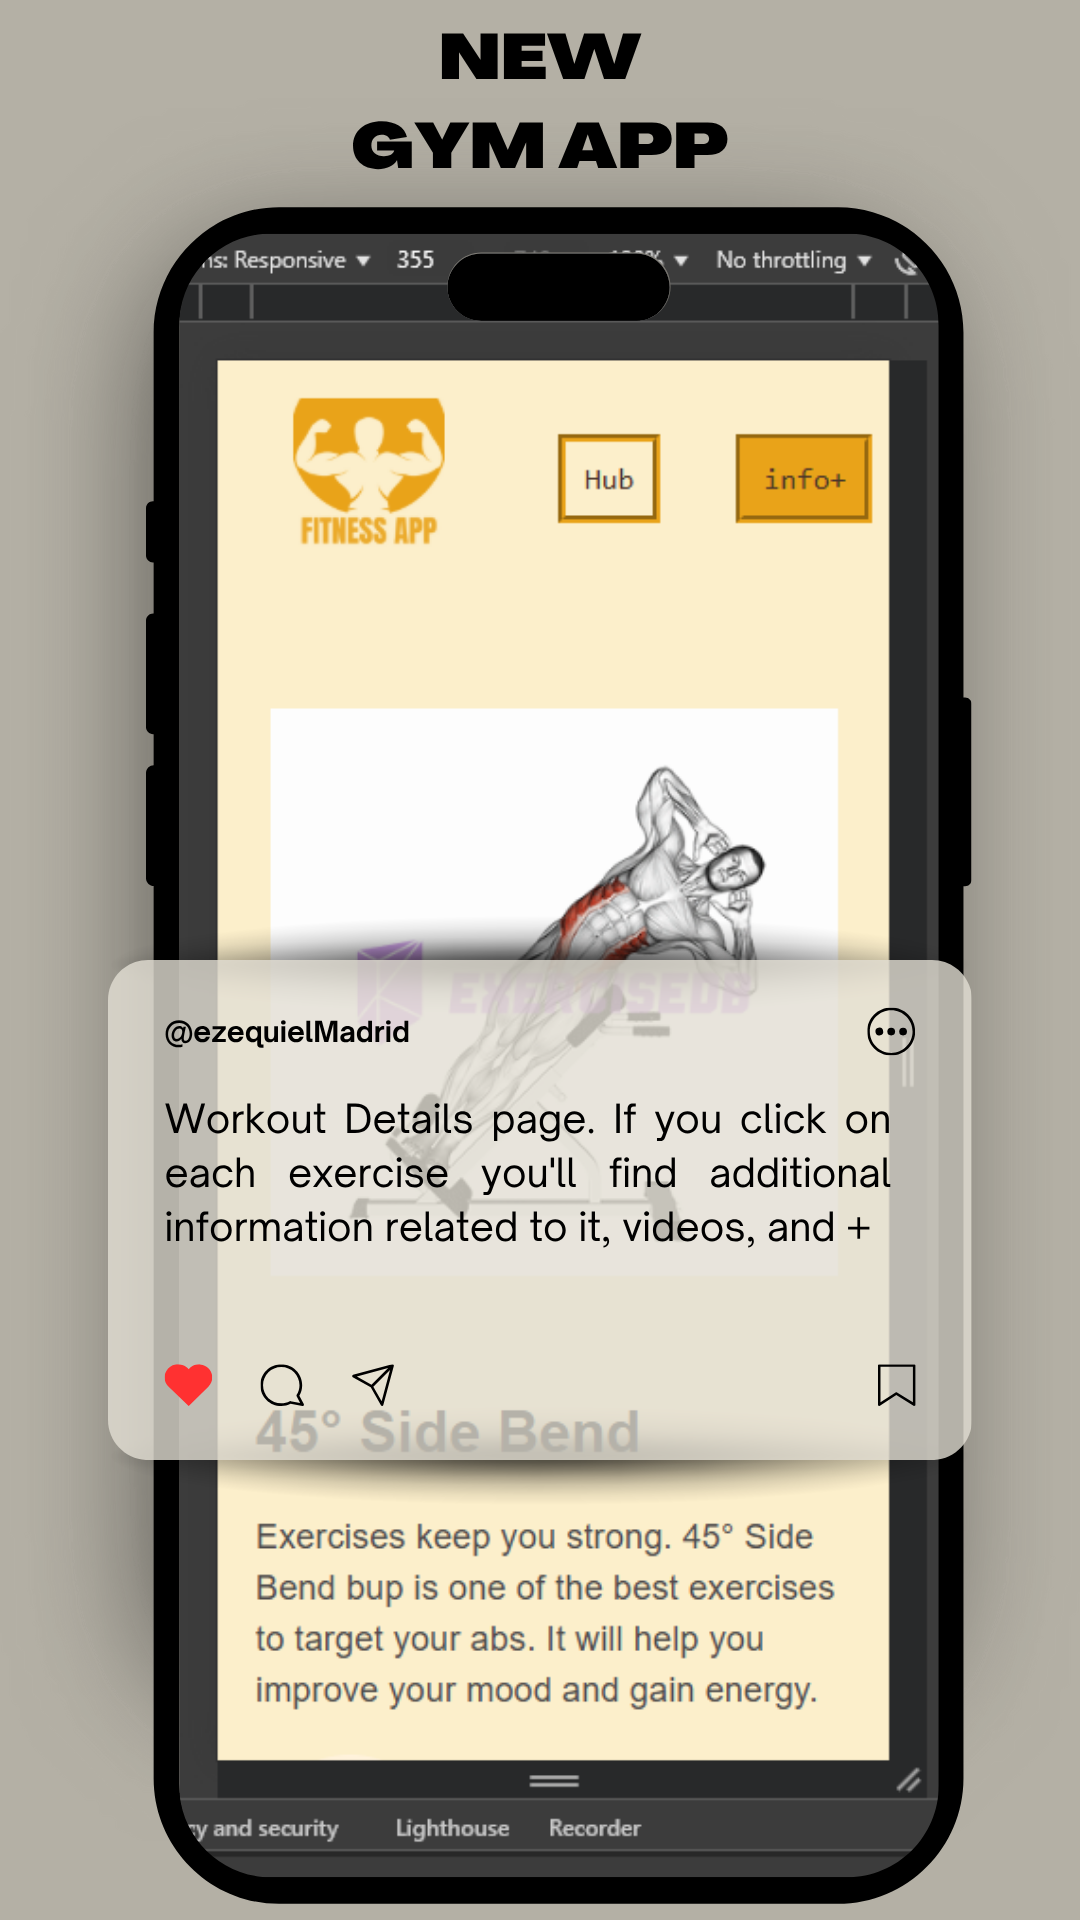 NEW
GYM APP
ns: Responsive 355 No throttling
FITNESS APP
Hub
info+
EXERCISEDB
@ezequielMadrid
Workout Details page. If you click on
each exercise you'll find additional
information related to it, videos, and +
45° Side Bend
Exercises keep you strong. 45° Side
Bend bup is one of the best exercises
to target your abs. It will help you
improve your mood and gain energy.
cy and security Lighthouse Recorder